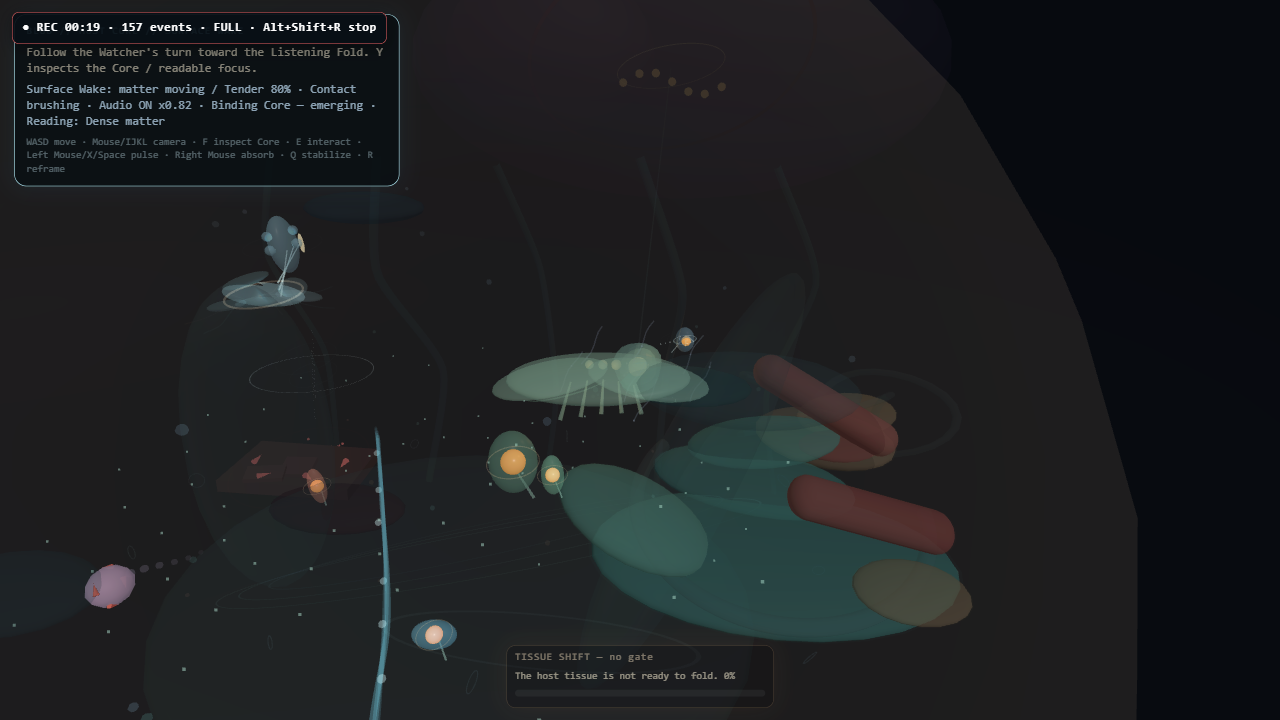 ● REC 00:19 · 157 events · FULL · Alt+Shift+R stop
Follow the Watcher's turn toward the Listening Fold. Y
inspects the Core / readable focus.
Surface Wake: matter moving / Tender 80% · Contact
brushing · Audio ON x0.82 · Binding Core — emerging ·
Reading: Dense matter
WASD move · Mouse/IJKL camera · F inspect Core · E interact ·
Left Mouse/X/Space pulse · Right Mouse absorb · Q stabilize · R
reframe
TISSUE SHIFT — no gate
The host tissue is not ready to fold. 0%